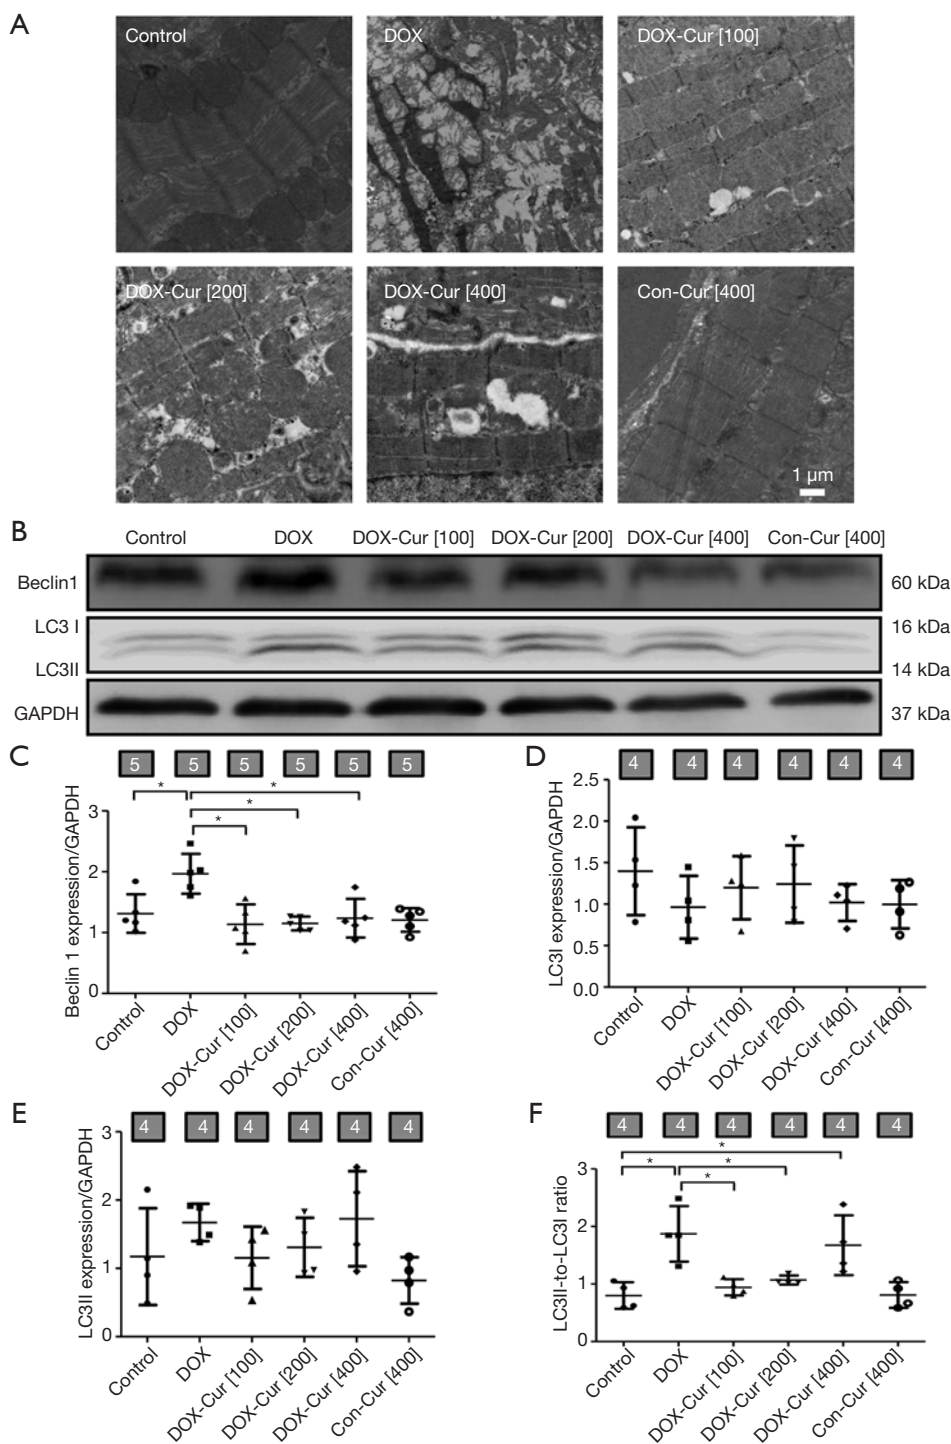 A
Control
DOX
DOX-Cur [100]
DOX-Cur [200]
DOX-Cur [400]
Con-Cur [400]
1 µm
B
Control DOX DOX-Cur [100] DOX-Cur [200] DOX-Cur [400] Con-Cur [400]
Beclin1 60 kDa
LC3 I 16 kDa
LC3II 14 kDa
GAPDH 37 kDa
C
5 5 5 5 5 5
* *
*
*
Beclin 1 expression/GAPDH
3
2
1
0
Control DOX DOX-Cur [100] DOX-Cur [200] DOX-Cur [400] Con-Cur [400]
D
4 4 4 4 4 4
LC3I expression/GAPDH
2.5
2.0
1.5
1.0
0.5
0.0
Control DOX DOX-Cur [100] DOX-Cur [200] DOX-Cur [400] Con-Cur [400]
E
4 4 4 4 4 4
LC3II expression/GAPDH
3
2
1
0
Control DOX DOX-Cur [100] DOX-Cur [200] DOX-Cur [400] Con-Cur [400]
F
4 4 4 4 4 4
*
* *
*
LC3II-to-LC3I ratio
3
2
1
0
Control DOX DOX-Cur [100] DOX-Cur [200] DOX-Cur [400] Con-Cur [400]